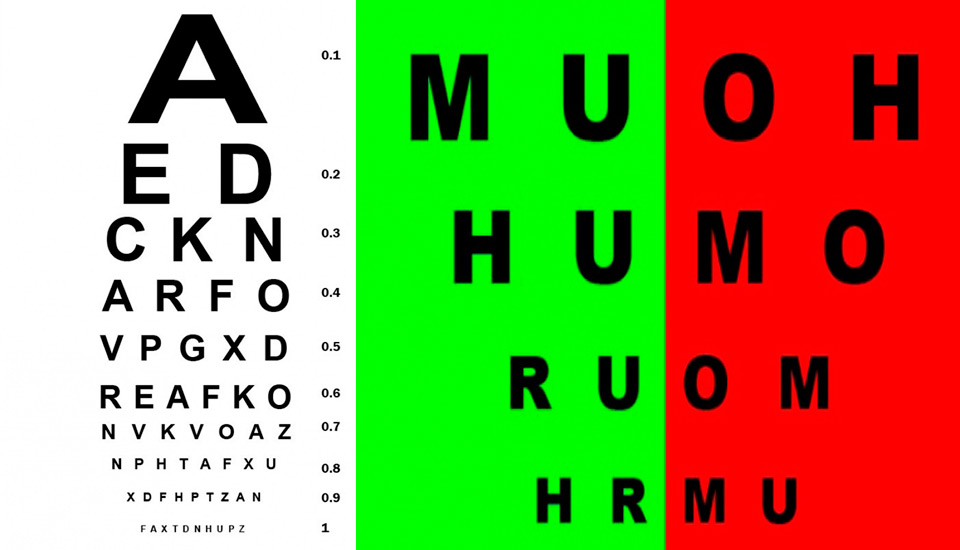 A 0.1
E D 0.2
C K N 0.3
A R F O 0.4
V P G X D 0.5
R E A F K O 0.6
N V K V O A Z 0.7
N P H T A F X U 0.8
X D F H P T Z A N 0.9
F A X T D N H U P Z 1
M U O H
H U M O
R U O M
H R M U